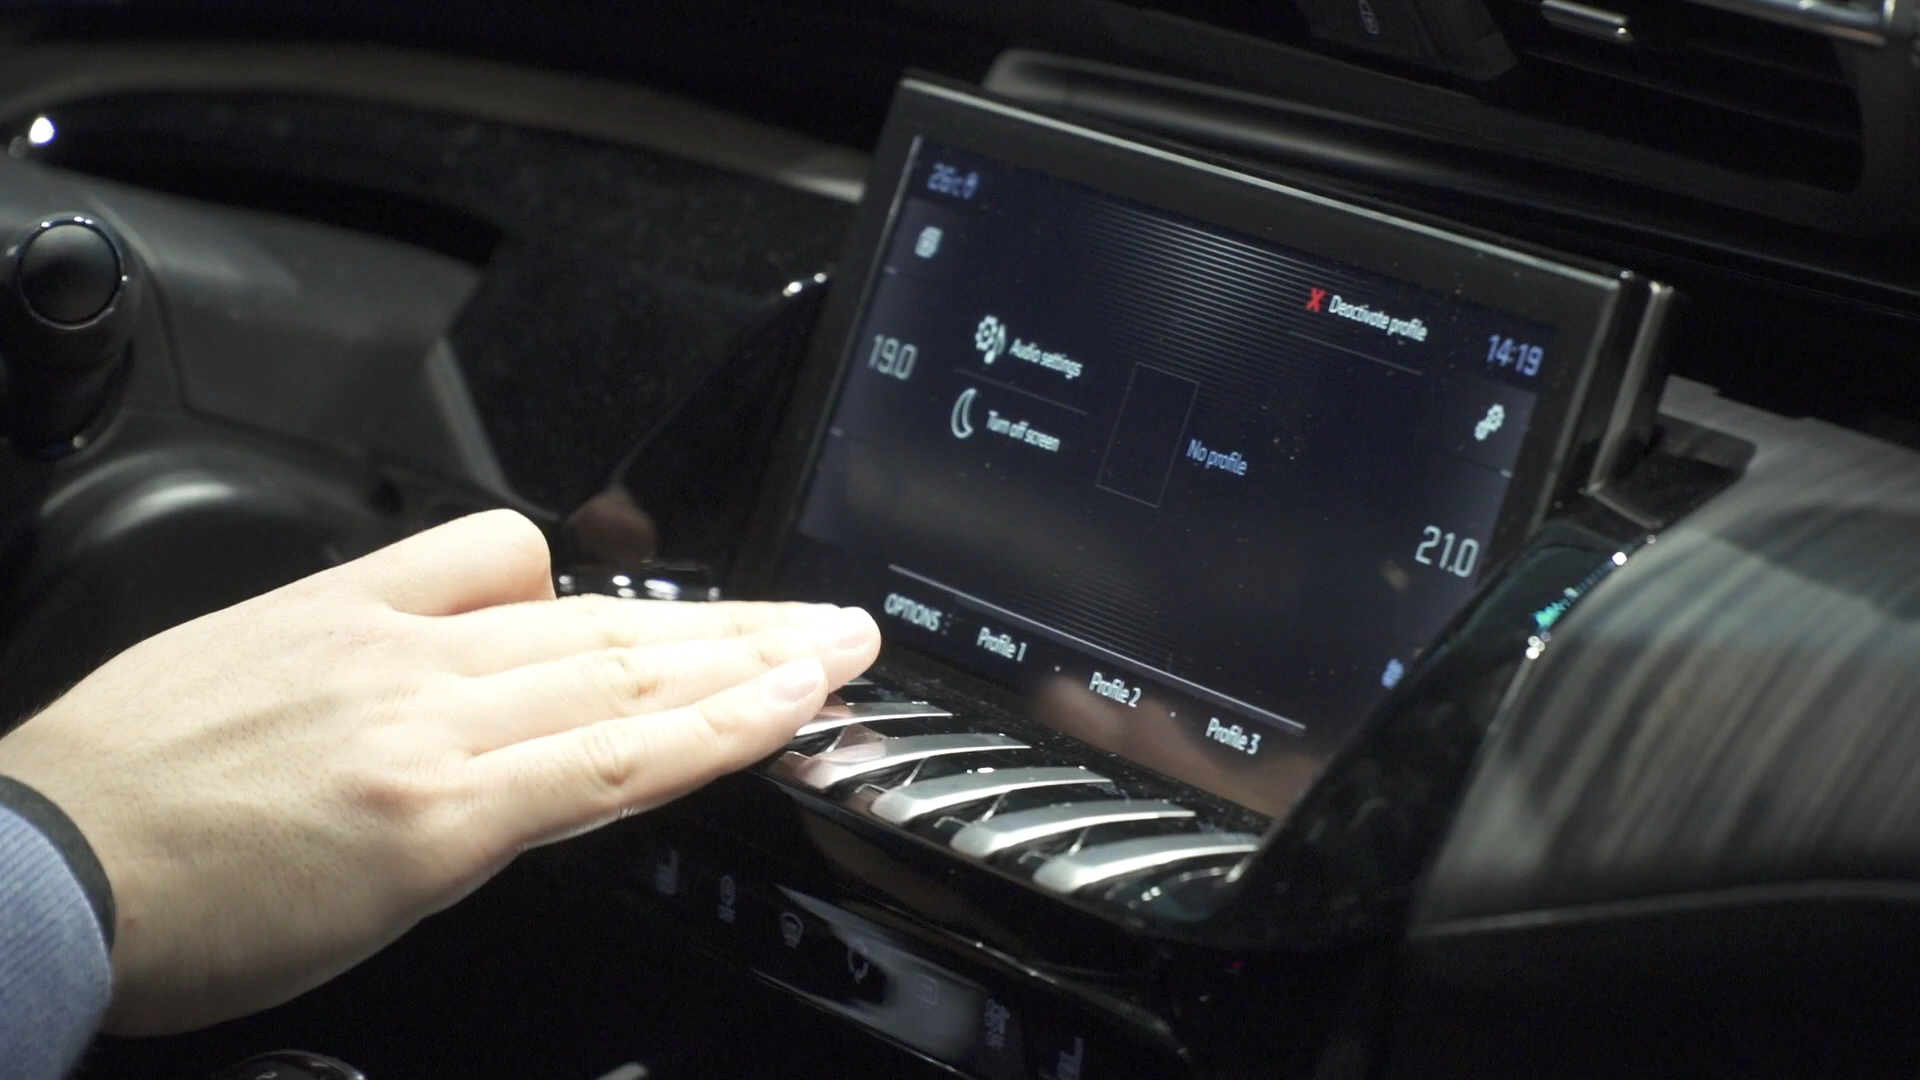 26°C
Deactivate profile
14:19
19.0
Audio settings
Turn off screen
No profile
21.0
OPTIONS :
Profile 1
Profile 2
Profile 3